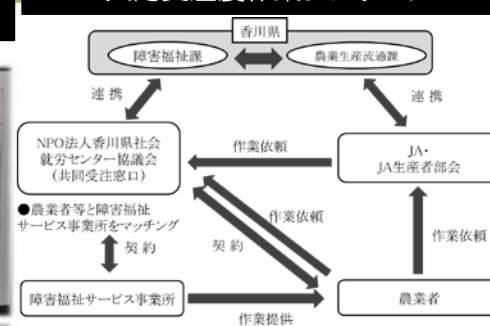 香川県
障害福祉課
農業生産流通課
連携
連携
NPO法人香川県社会
就労センター協議会
(共同受注窓口)
作業依頼
JA・
JA生産者部会
●農業者等と障害福祉
サービス事業所をマッチング
契約
作業依頼
契約
作業依頼
障害福祉サービス事業所
農業者
作業提供